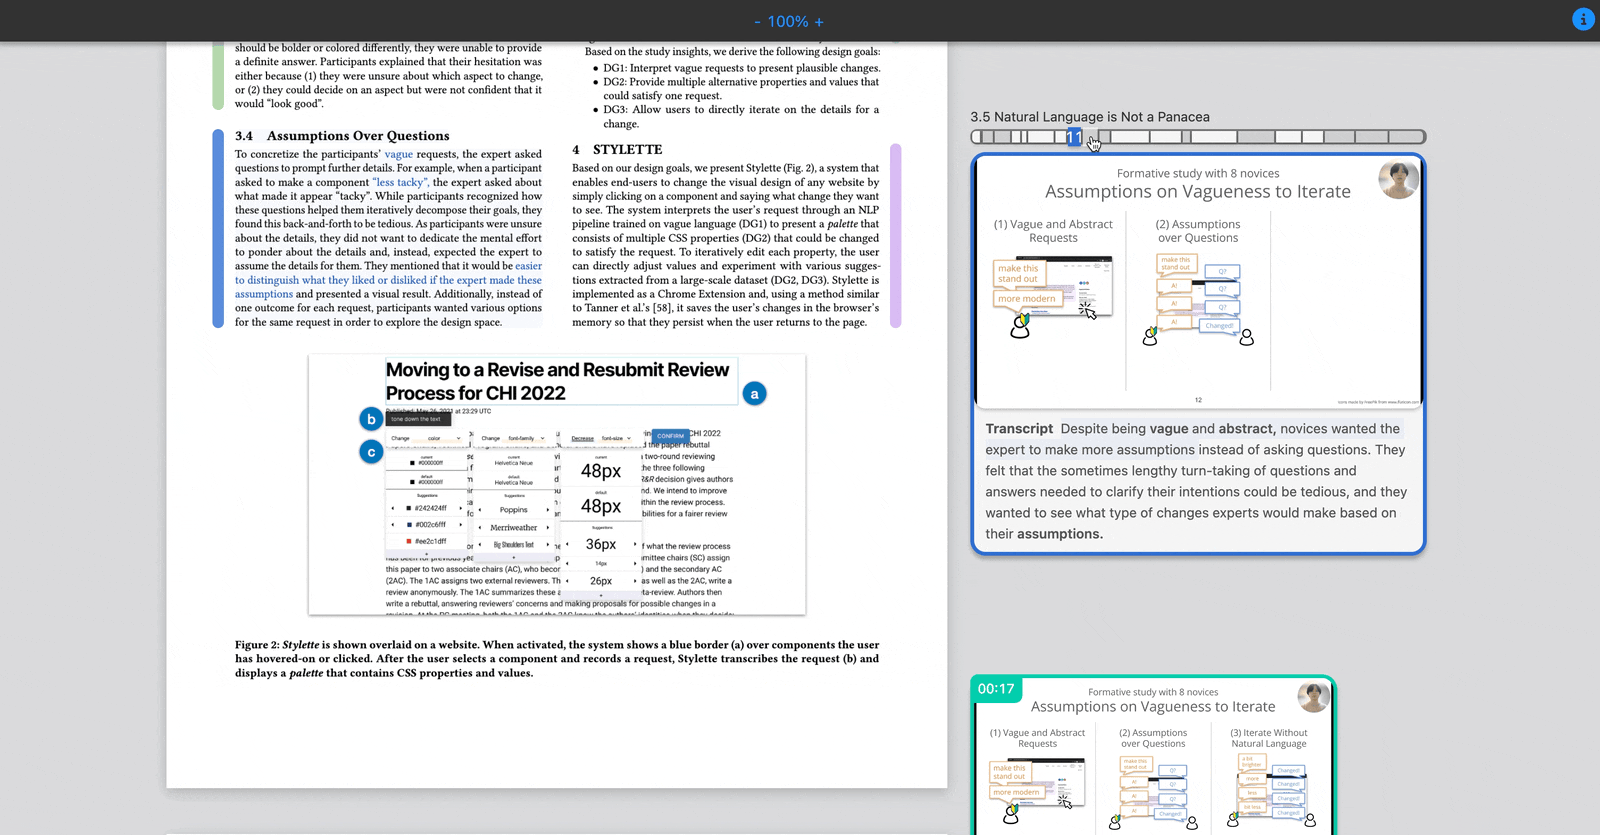 - 100% +
i
should be bolder or colored differently, they were unable to provide
a definite answer. Participants explained that their hesitation was
either because (1) they were unsure about which aspect to change,
or (2) they could decide on an aspect but were not confident that it
would “look good”.
3.4 Assumptions Over Questions
To concretize the participants’ vague requests, the expert asked
questions to prompt further details. For example, when a participant
asked to make a component “less tacky”, the expert asked about
what made it appear “tacky”. While participants recognized how
these questions helped them iteratively decompose their goals, they
found this back-and-forth to be tedious. As participants were unsure
about the details, they did not want to dedicate the mental effort
to ponder about the details and, instead, expected the expert to
assume the details for them. They mentioned that it would be easier
to distinguish what they liked or disliked if the expert made these
assumptions and presented a visual result. Additionally, instead of
one outcome for each request, participants wanted various options
for the same request in order to explore the design space.
Based on the study insights, we derive the following design goals:
• DG1: Interpret vague requests to present plausible changes.
• DG2: Provide multiple alternative properties and values that
could satisfy one request.
• DG3: Allow users to directly iterate on the details for a
change.
4 STYLETTE
Based on our design goals, we present Stylette (Fig. 2), a system that
enables end-users to change the visual design of any website by
simply clicking on a component and saying what change they want
to see. The system interprets the user’s request through an NLP
pipeline trained on vague language (DG1) to present a palette that
consists of multiple CSS properties (DG2) that could be changed
to satisfy the request. To iteratively edit each property, the user
can directly adjust values and experiment with various sugges-
tions extracted from a large-scale dataset (DG2, DG3). Stylette is
implemented as a Chrome Extension and, using a method similar
to Tanner et al.’s [58], it saves the user’s changes in the browser’s
memory so that they persist when the user returns to the page.
Moving to a Revise and Resubmit Review
Process for CHI 2022
a
Published: May 26, 2021 at 23:29 UTC
b
tone down the text
c
Change color
Change font-family
Decrease font-size
CONFIRM
CHI 2022
the paper rebuttal
two-round reviewing
the three following
R&R decision gives authors
nd. We intend to improve
ithin the review process.
bilities for a fairer review
current
#000000ff
default
#000000ff
Suggestions
#242424ff
#002c6fff
#ee2c1dff
current
Helvetica Neue
default
Helvetica Neue
Suggestions
Poppins
Merriweather
Big Shoulders Text
current
48px
default
48px
Suggestions
36px
14px
26px
f what the review process
mittee chairs (SC) assign
this paper to two associate chairs (AC), who becor
) and the secondary AC
(2AC). The 1AC assigns two external reviewers. Th
as well as the 2AC, write a
review anonymously. The 1AC summarizes these a
ta-review. Authors then
write a rebuttal, answering reviewers’ concerns and making proposals for possible changes in a
Figure 2: Stylette is shown overlaid on a website. When activated, the system shows a blue border (a) over components the user
has hovered-on or clicked. After the user selects a component and records a request, Stylette transcribes the request (b) and
displays a palette that contains CSS properties and values.
3.5 Natural Language is Not a Panacea
11
Formative study with 8 novices
Assumptions on Vagueness to Iterate
(1) Vague and Abstract
Requests
make this
stand out
more modern
(2) Assumptions
over Questions
make this
stand out
Q?
A!
Q?
A!
Q?
A!
Changed!
12
icons made by freepik from www.flaticon.com
Transcript Despite being vague and abstract, novices wanted the
expert to make more assumptions instead of asking questions. They
felt that the sometimes lengthy turn-taking of questions and
answers needed to clarify their intentions could be tedious, and they
wanted to see what type of changes experts would make based on
their assumptions.
00:17
Formative study with 8 novices
Assumptions on Vagueness to Iterate
(1) Vague and Abstract
Requests
make this
stand out
more modern
(2) Assumptions
over Questions
make this
stand out
Q?
A!
Q?
A!
Q?
A!
Changed!
(3) Iterate Without
Natural Language
a bit
brighter
Changed!
more
Changed!
less
Changed!
bit less
Changed!